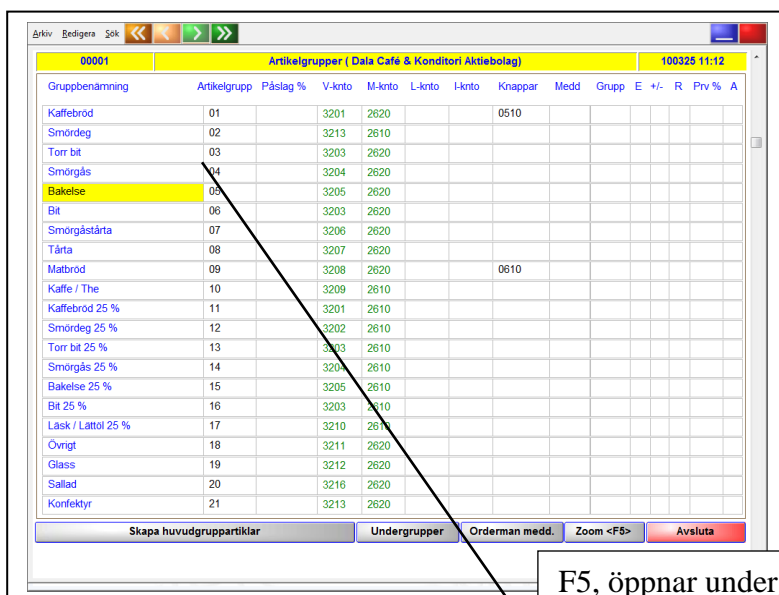 Arkiv Redigera Sök
00001 Artikelgrupper ( Dala Café & Konditori Aktiebolag) 100325 11:12
Gruppbenämning Artikelgrupp Påslag % V-knto M-knto L-knto I-knto Knappar Medd Grupp E +/- R Prv % A
Kaffebröd 01 3201 2620 0510
Smördeg 02 3213 2610
Torr bit 03 3203 2620
Smörgås 04 3204 2620
Bakelse 05 3205 2620
Bit 06 3203 2620
Smörgåstårta 07 3206 2620
Tårta 08 3207 2620
Matbröd 09 3208 2620 0610
Kaffe / The 10 3209 2610
Kaffebröd 25 % 11 3201 2610
Smördeg 25 % 12 3202 2610
Torr bit 25 % 13 3203 2610
Smörgås 25 % 14 3204 2610
Bakelse 25 % 15 3205 2610
Bit 25 % 16 3203 2610
Läsk / Lättöl 25 % 17 3210 2610
Övrigt 18 3211 2620
Glass 19 3212 2620
Sallad 20 3216 2620
Konfektyr 21 3213 2620
Skapa huvudgruppartiklar Undergrupper Orderman medd. Zoom <F5> Avsluta
F5, öppnar under